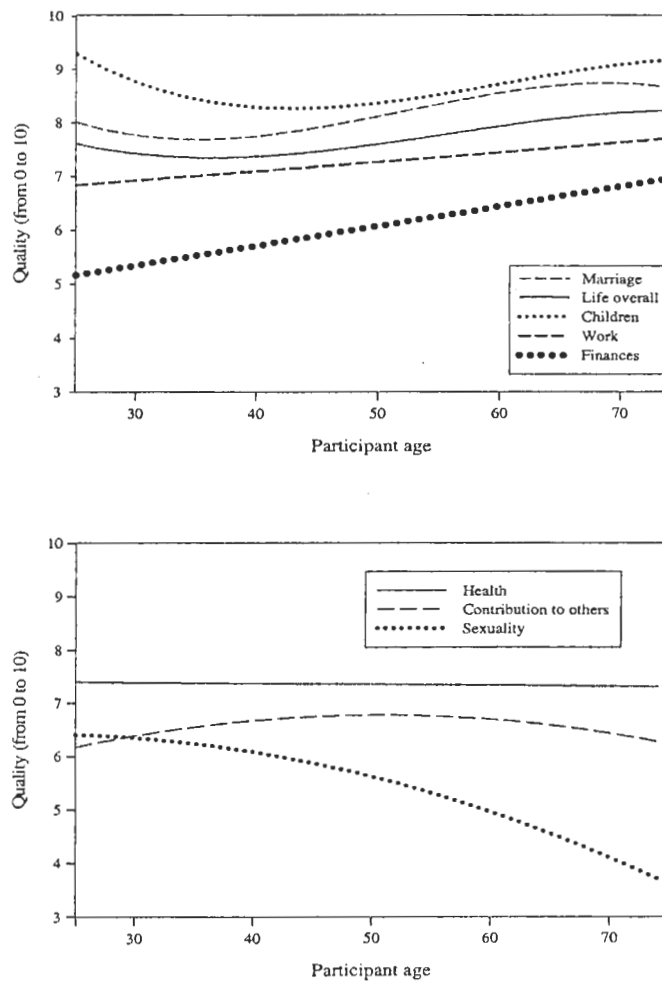 10
9
8
7
6
5
4
3
Quality (from 0 to 10)
Marriage
Life overall
Children
Work
Finances
30 40 50 60 70
Participant age
10
9
8
7
6
5
4
3
Quality (from 0 to 10)
Health
Contribution to others
Sexuality
30 40 50 60 70
Participant age